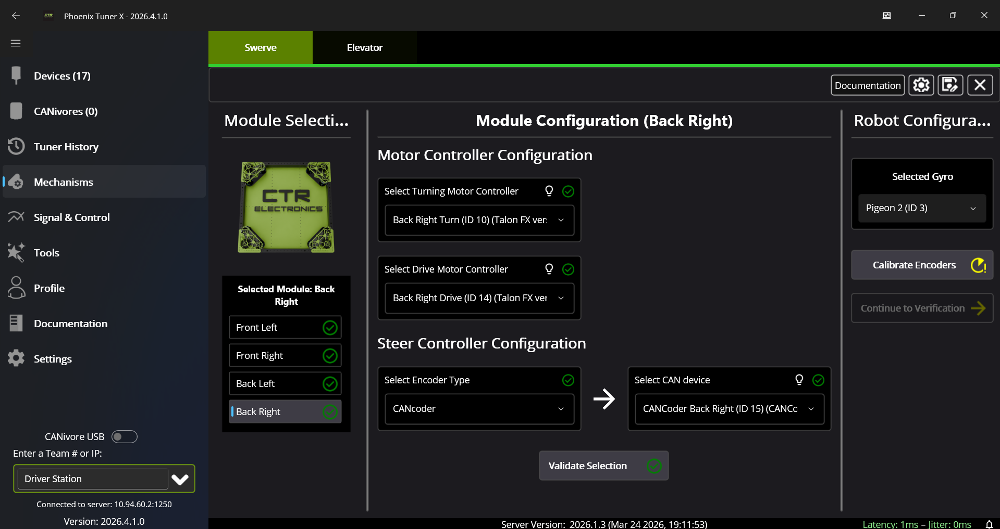 Phoenix Tuner X - 2026.4.1.0
Devices (17)
CANivores (0)
Tuner History
Mechanisms
Signal & Control
Tools
Profile
Documentation
Settings
CANivore USB
Enter a Team # or IP:
Driver Station
Connected to server: 10.94.60.2:1250
Version: 2026.4.1.0
Swerve
Elevator
Documentation
Module Selecti...
CTR
ELECTRONICS
Selected Module: Back
Right
Front Left
Front Right
Back Left
Back Right
Module Configuration (Back Right)
Motor Controller Configuration
Select Turning Motor Controller
Back Right Turn (ID 10) (Talon FX vers
Select Drive Motor Controller
Back Right Drive (ID 14) (Talon FX ver
Steer Controller Configuration
Select Encoder Type
CANcoder
Select CAN device
CANCoder Back Right (ID 15) (CANCo
Validate Selection
Robot Configura...
Selected Gyro
Pigeon 2 (ID 3)
Calibrate Encoders
Continue to Verification
Server Version: 2026.1.3 (Mar 24 2026, 19:11:53)
Latency: 1ms – Jitter: 0ms